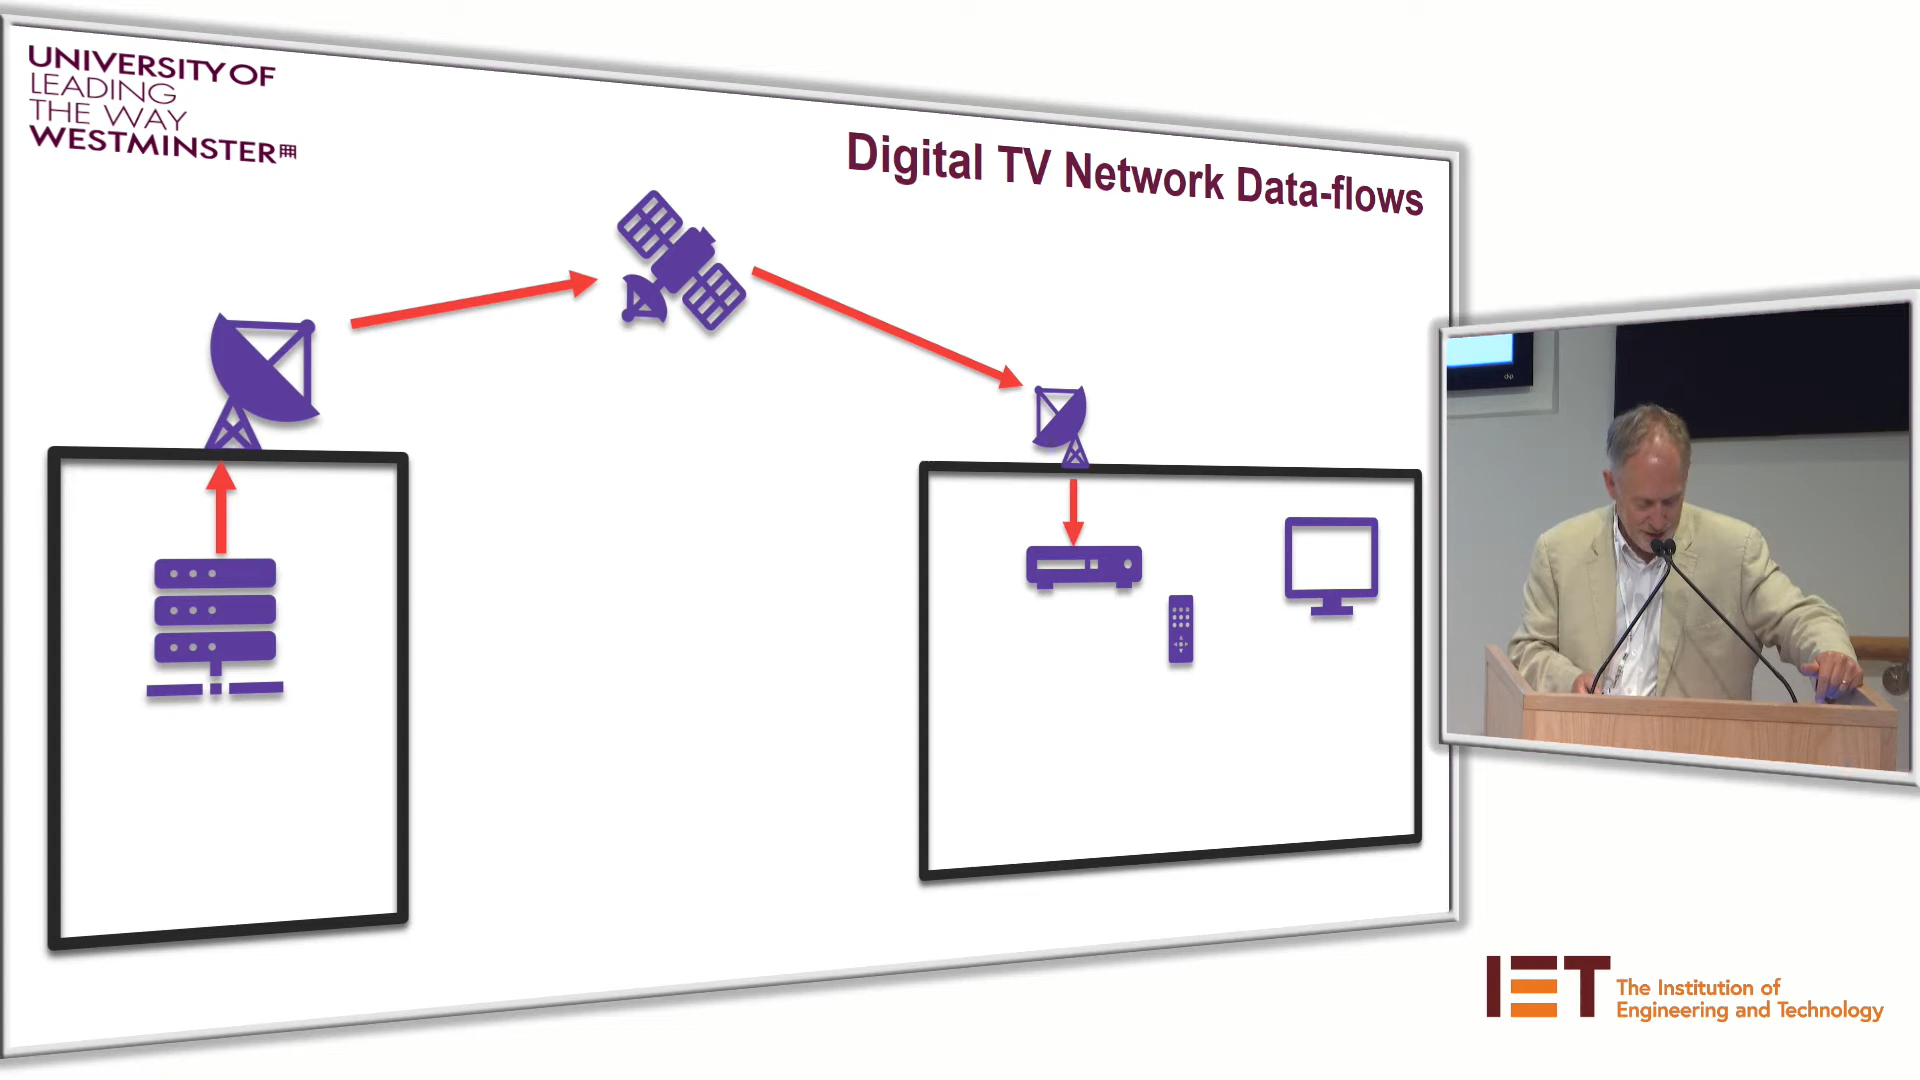 UNIVERSITY OF
LEADING
THE WAY
WESTMINSTER
Digital TV Network Data-flows
IET The Institution of
Engineering and Technology